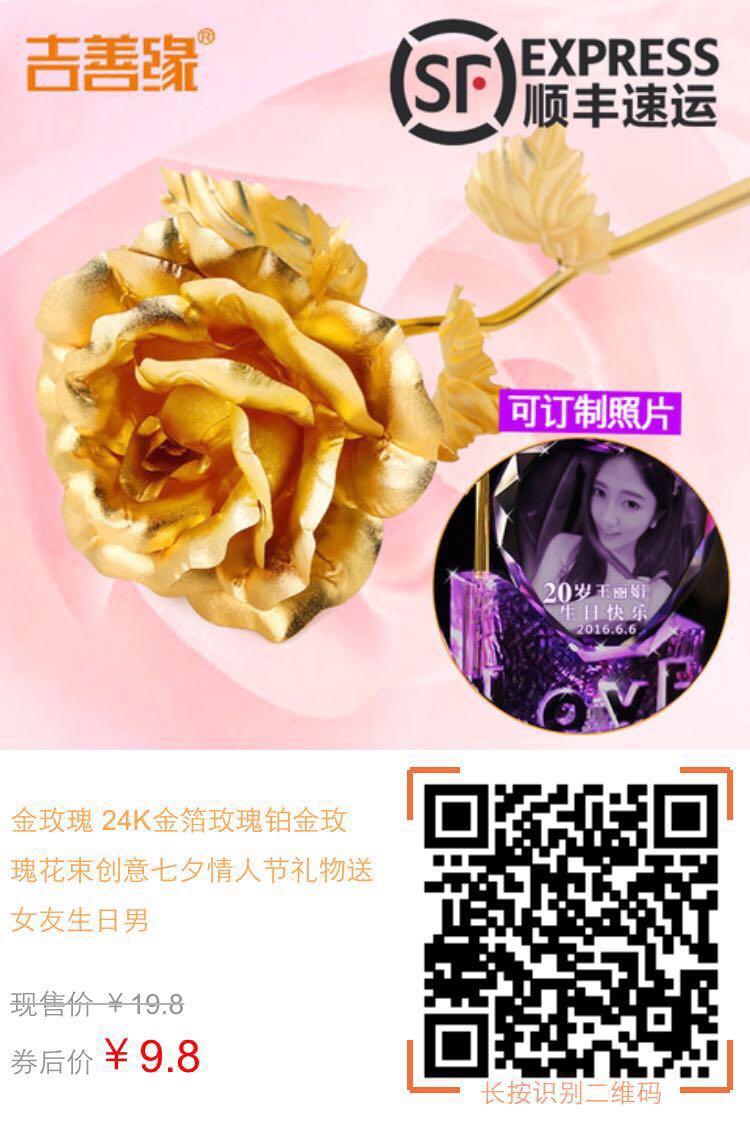 吉善缘®
SF EXPRESS
顺丰速运
可订制照片
20岁王丽娟
生日快乐
2016.6.6
LOVE
金玫瑰 24K金箔玫瑰铂金玫
瑰花束创意七夕情人节礼物送
女友生日男
现售价 ￥19.8
券后价 ￥9.8
长按识别二维码